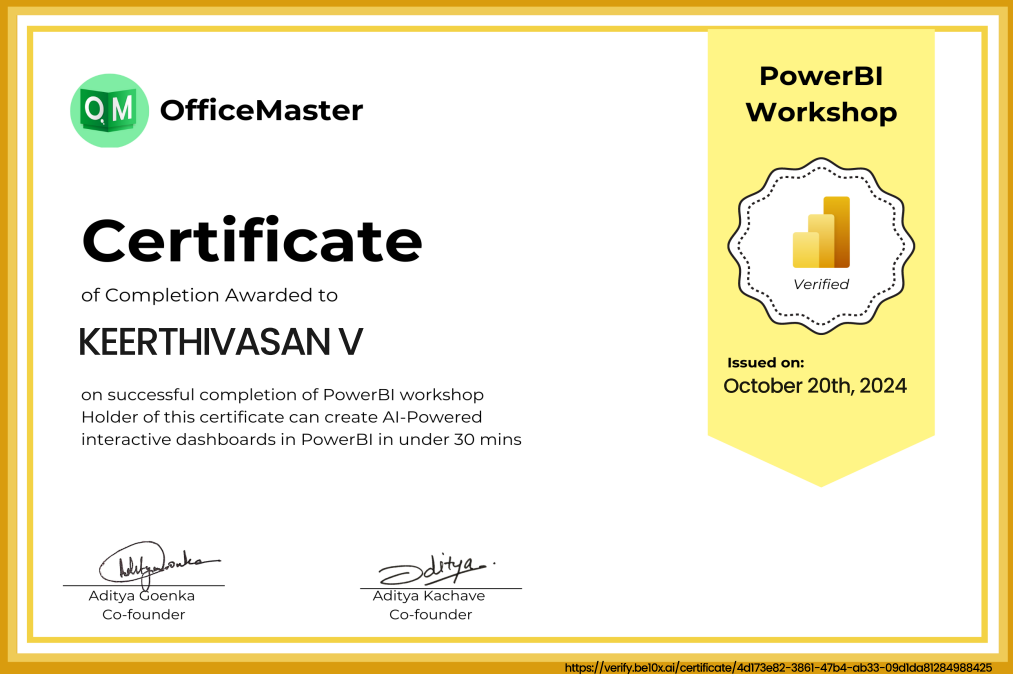 OM
OfficeMaster
PowerBI
Workshop
Certificate
of Completion Awarded to
KEERTHIVASAN V
on successful completion of PowerBI workshop
Holder of this certificate can create AI-Powered
interactive dashboards in PowerBI in under 30 mins
Verified
Issued on:
October 20th, 2024
Aditya Goenka
Aditya.
Aditya Goenka
Co-founder
Aditya Kachave
Co-founder
https://verify.be10x.ai/certificate/4d173e82-3861-47b4-ab33-09d1da81284988425